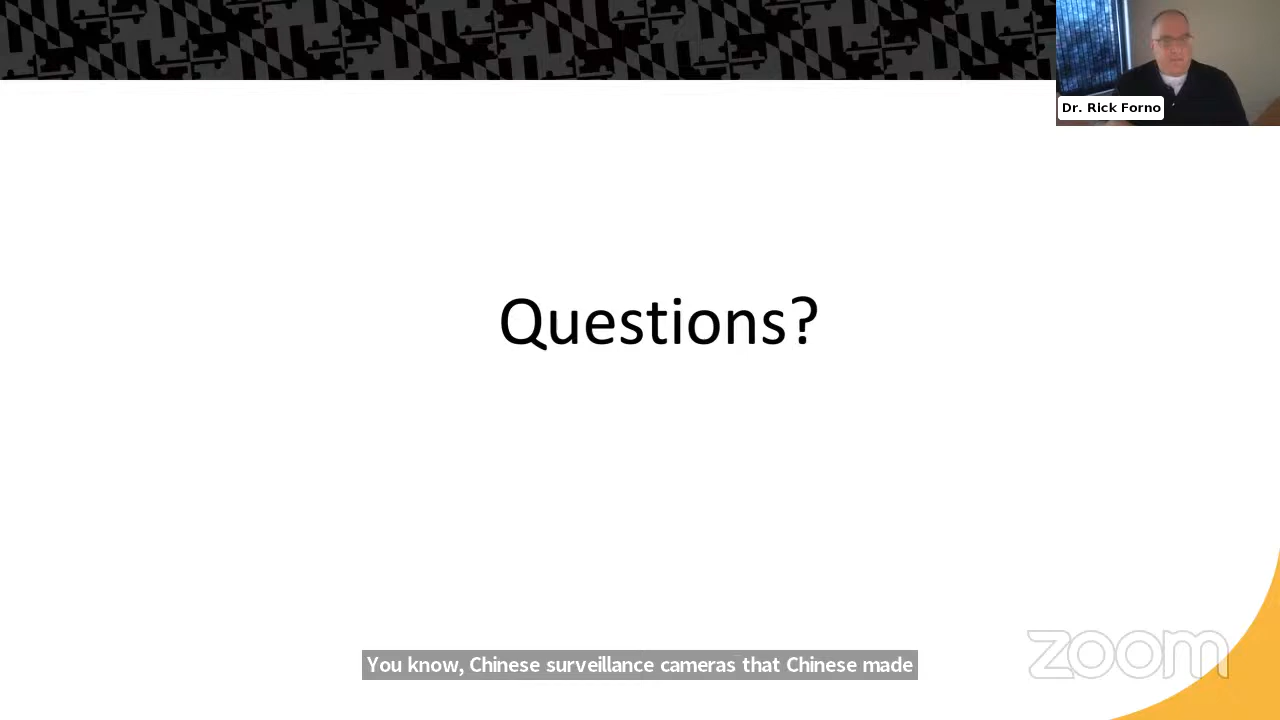 Dr. Rick Forno
Questions?
You know, Chinese surveillance cameras that Chinese made
zoom